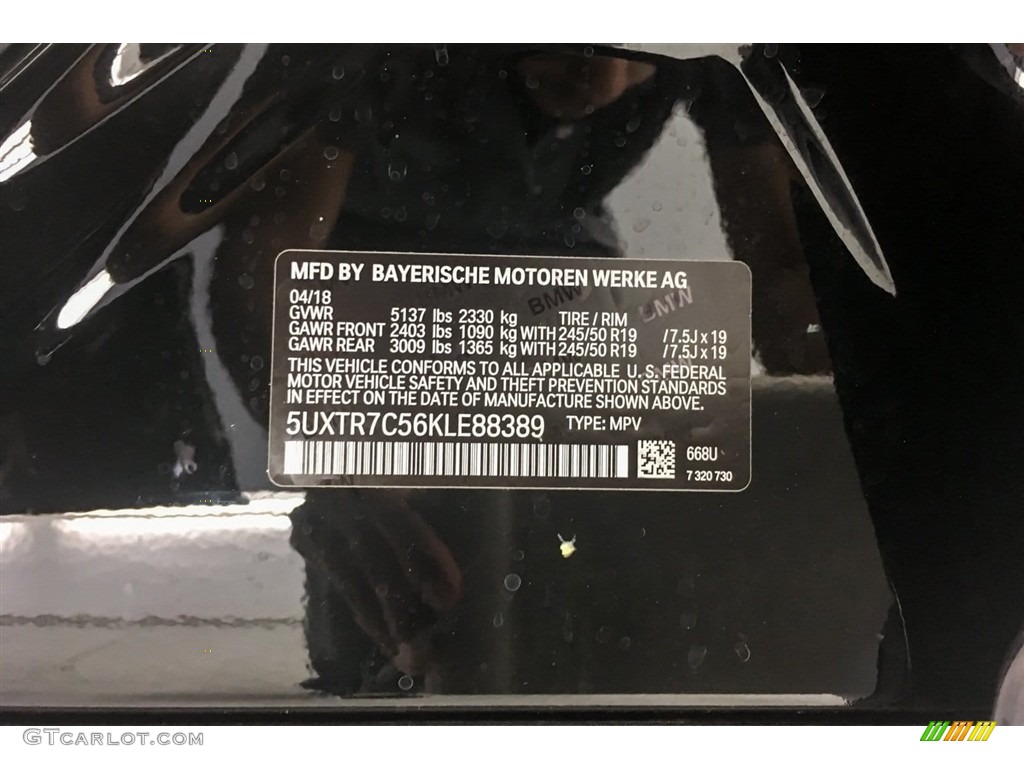 MFD BY BAYERISCHE MOTOREN WERKE AG
04/18
GVWR 5137 lbs 2330 kg TIRE / RIM
GAWR FRONT 2403 lbs 1090 kg WITH 245/50 R19 / 7.5J x 19
GAWR REAR 3009 lbs 1365 kg WITH 245/50 R19 / 7.5J x 19
THIS VEHICLE CONFORMS TO ALL APPLICABLE U. S. FEDERAL
MOTOR VEHICLE SAFETY AND THEFT PREVENTION STANDARDS
IN EFFECT ON THE DATE OF MANUFACTURE SHOWN ABOVE.
5UXTR7C56KLE88389 TYPE: MPV
668U
7 320 730
BMW BMW
GTCARLOT.COM